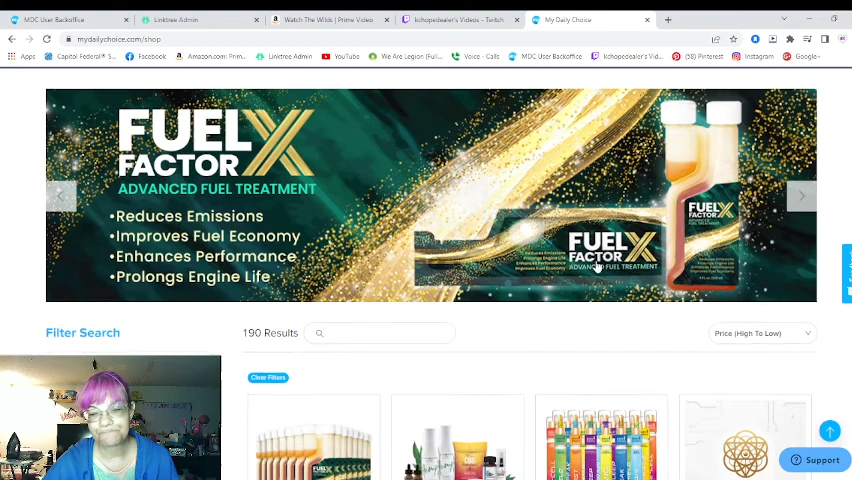 MDC User Backoffice
Linktree Admin
Watch The Wilds | Prime Video
kchopedealer's Videos - Twitch
My Daily Choice
mydailychoice.com/shop
Apps
Capitol Federal® S...
Facebook
Amazon.com: Prim...
Linktree Admin
YouTube
We Are Legion (Full...
Voice - Calls
MDC User Backoffice
kchopedealer's Vid...
(58) Pinterest
Instagram
Google+
FUEL X
FACTOR
ADVANCED FUEL TREATMENT
•Reduces Emissions
•Improves Fuel Economy
•Enhances Performance
•Prolongs Engine Life
FUEL X
FACTOR
ADVANCED FUEL TREATMENT
FUEL X
FACTOR
Filter Search
190 Results
Price (High To Low)
Clear Filters
Support